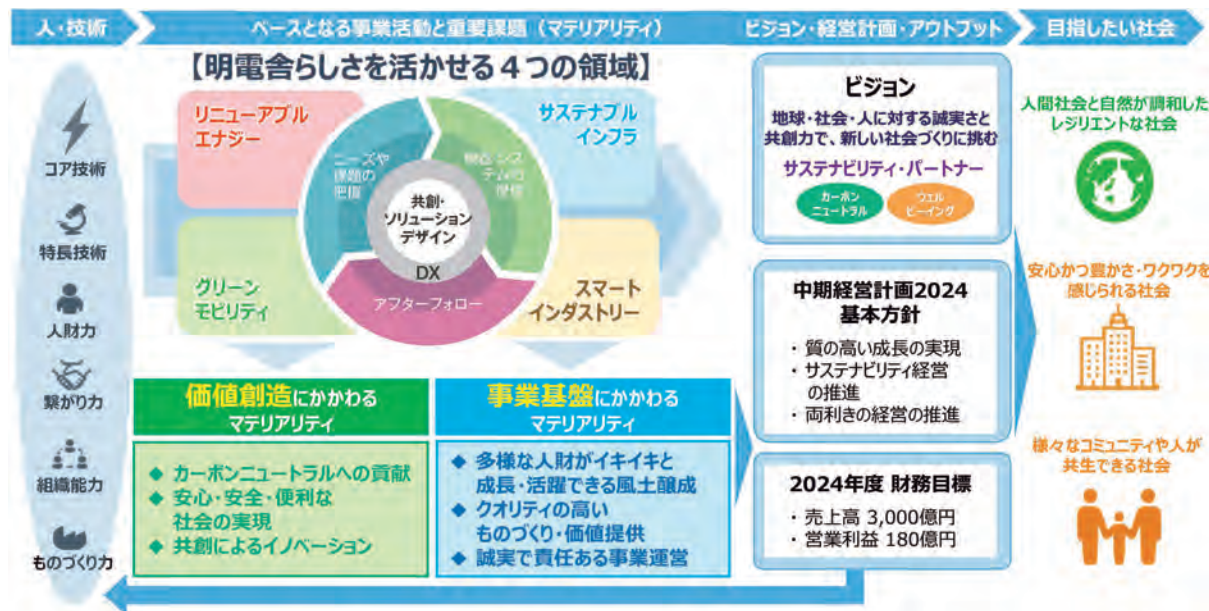 人・技術
ベースとなる事業活動と重要課題(マテリアリティ)
ビジョン・経営計画・アウトプット
目指したい社会
コア技術
特長技術
人財力
繋がり力
組織能力
ものづくり力
【明電舎らしさを活かせる4つの領域】
リニューアブル
エナジー
サステナブル
インフラ
グリーン
モビリティ
スマート
インダストリー
ニーズや
課題の
把握
機器・シス
テムの
提供
共創・
ソリューション
デザイン
DX
アフターフォロー
価値創造にかかわる
マテリアリティ
◆ カーボンニュートラルへの貢献
◆ 安心・安全・便利な
社会の実現
◆ 共創によるイノベーション
事業基盤にかかわる
マテリアリティ
◆ 多様な人財がイキイキと
成長・活躍できる風土醸成
◆ クオリティの高い
ものづくり・価値提供
◆ 誠実で責任ある事業運営
ビジョン
地球・社会・人に対する誠実さと
共創力で、新しい社会づくりに挑む
サステナビリティ・パートナー
カーボン
ニュートラル
ウェル
ビーイング
中期経営計画2024
基本方針
・ 質の高い成長の実現
・ サステナビリティ経営
の推進
・ 両利きの経営の推進
2024年度 財務目標
・ 売上高 3,000億円
・ 営業利益 180億円
人間社会と自然が調和した
レジリエントな社会
安心かつ豊かさ・ワクワクを
感じられる社会
様々なコミュニティや人が
共生できる社会